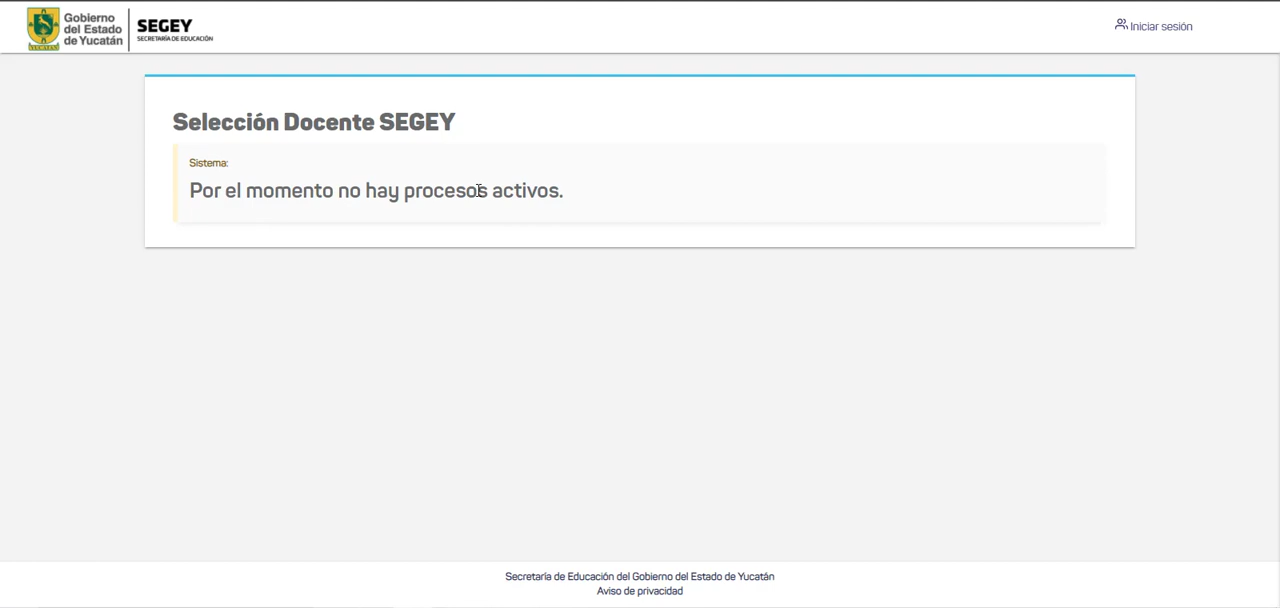 Gobierno
del Estado
de Yucatán
YUCATÁN
SEGEY
SECRETARÍA DE EDUCACIÓN
Iniciar sesión
Selección Docente SEGEY
Sistema:
Por el momento no hay procesos activos.
Secretaría de Educación del Gobierno del Estado de Yucatán
Aviso de privacidad